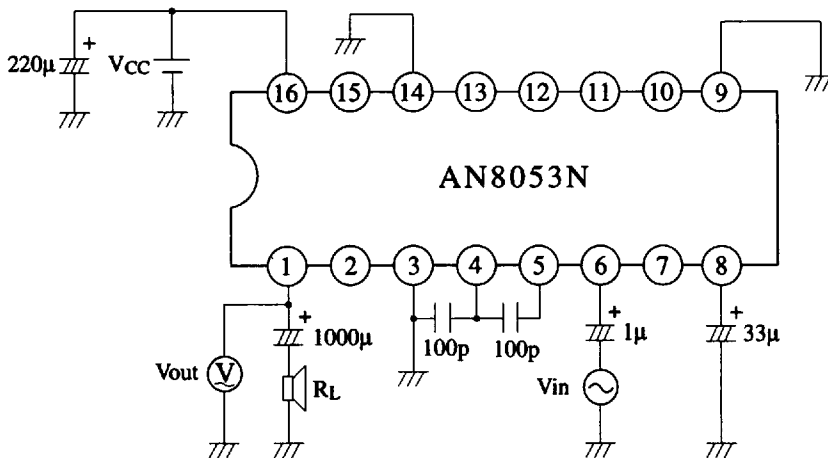 +
220μ
VCC
16 15 14 13 12 11 10 9
AN8053N
1 2 3 4 5 6 7 8
+
1000μ
100p 100p
+
1μ
+
33μ
Vout
V
RL
Vin